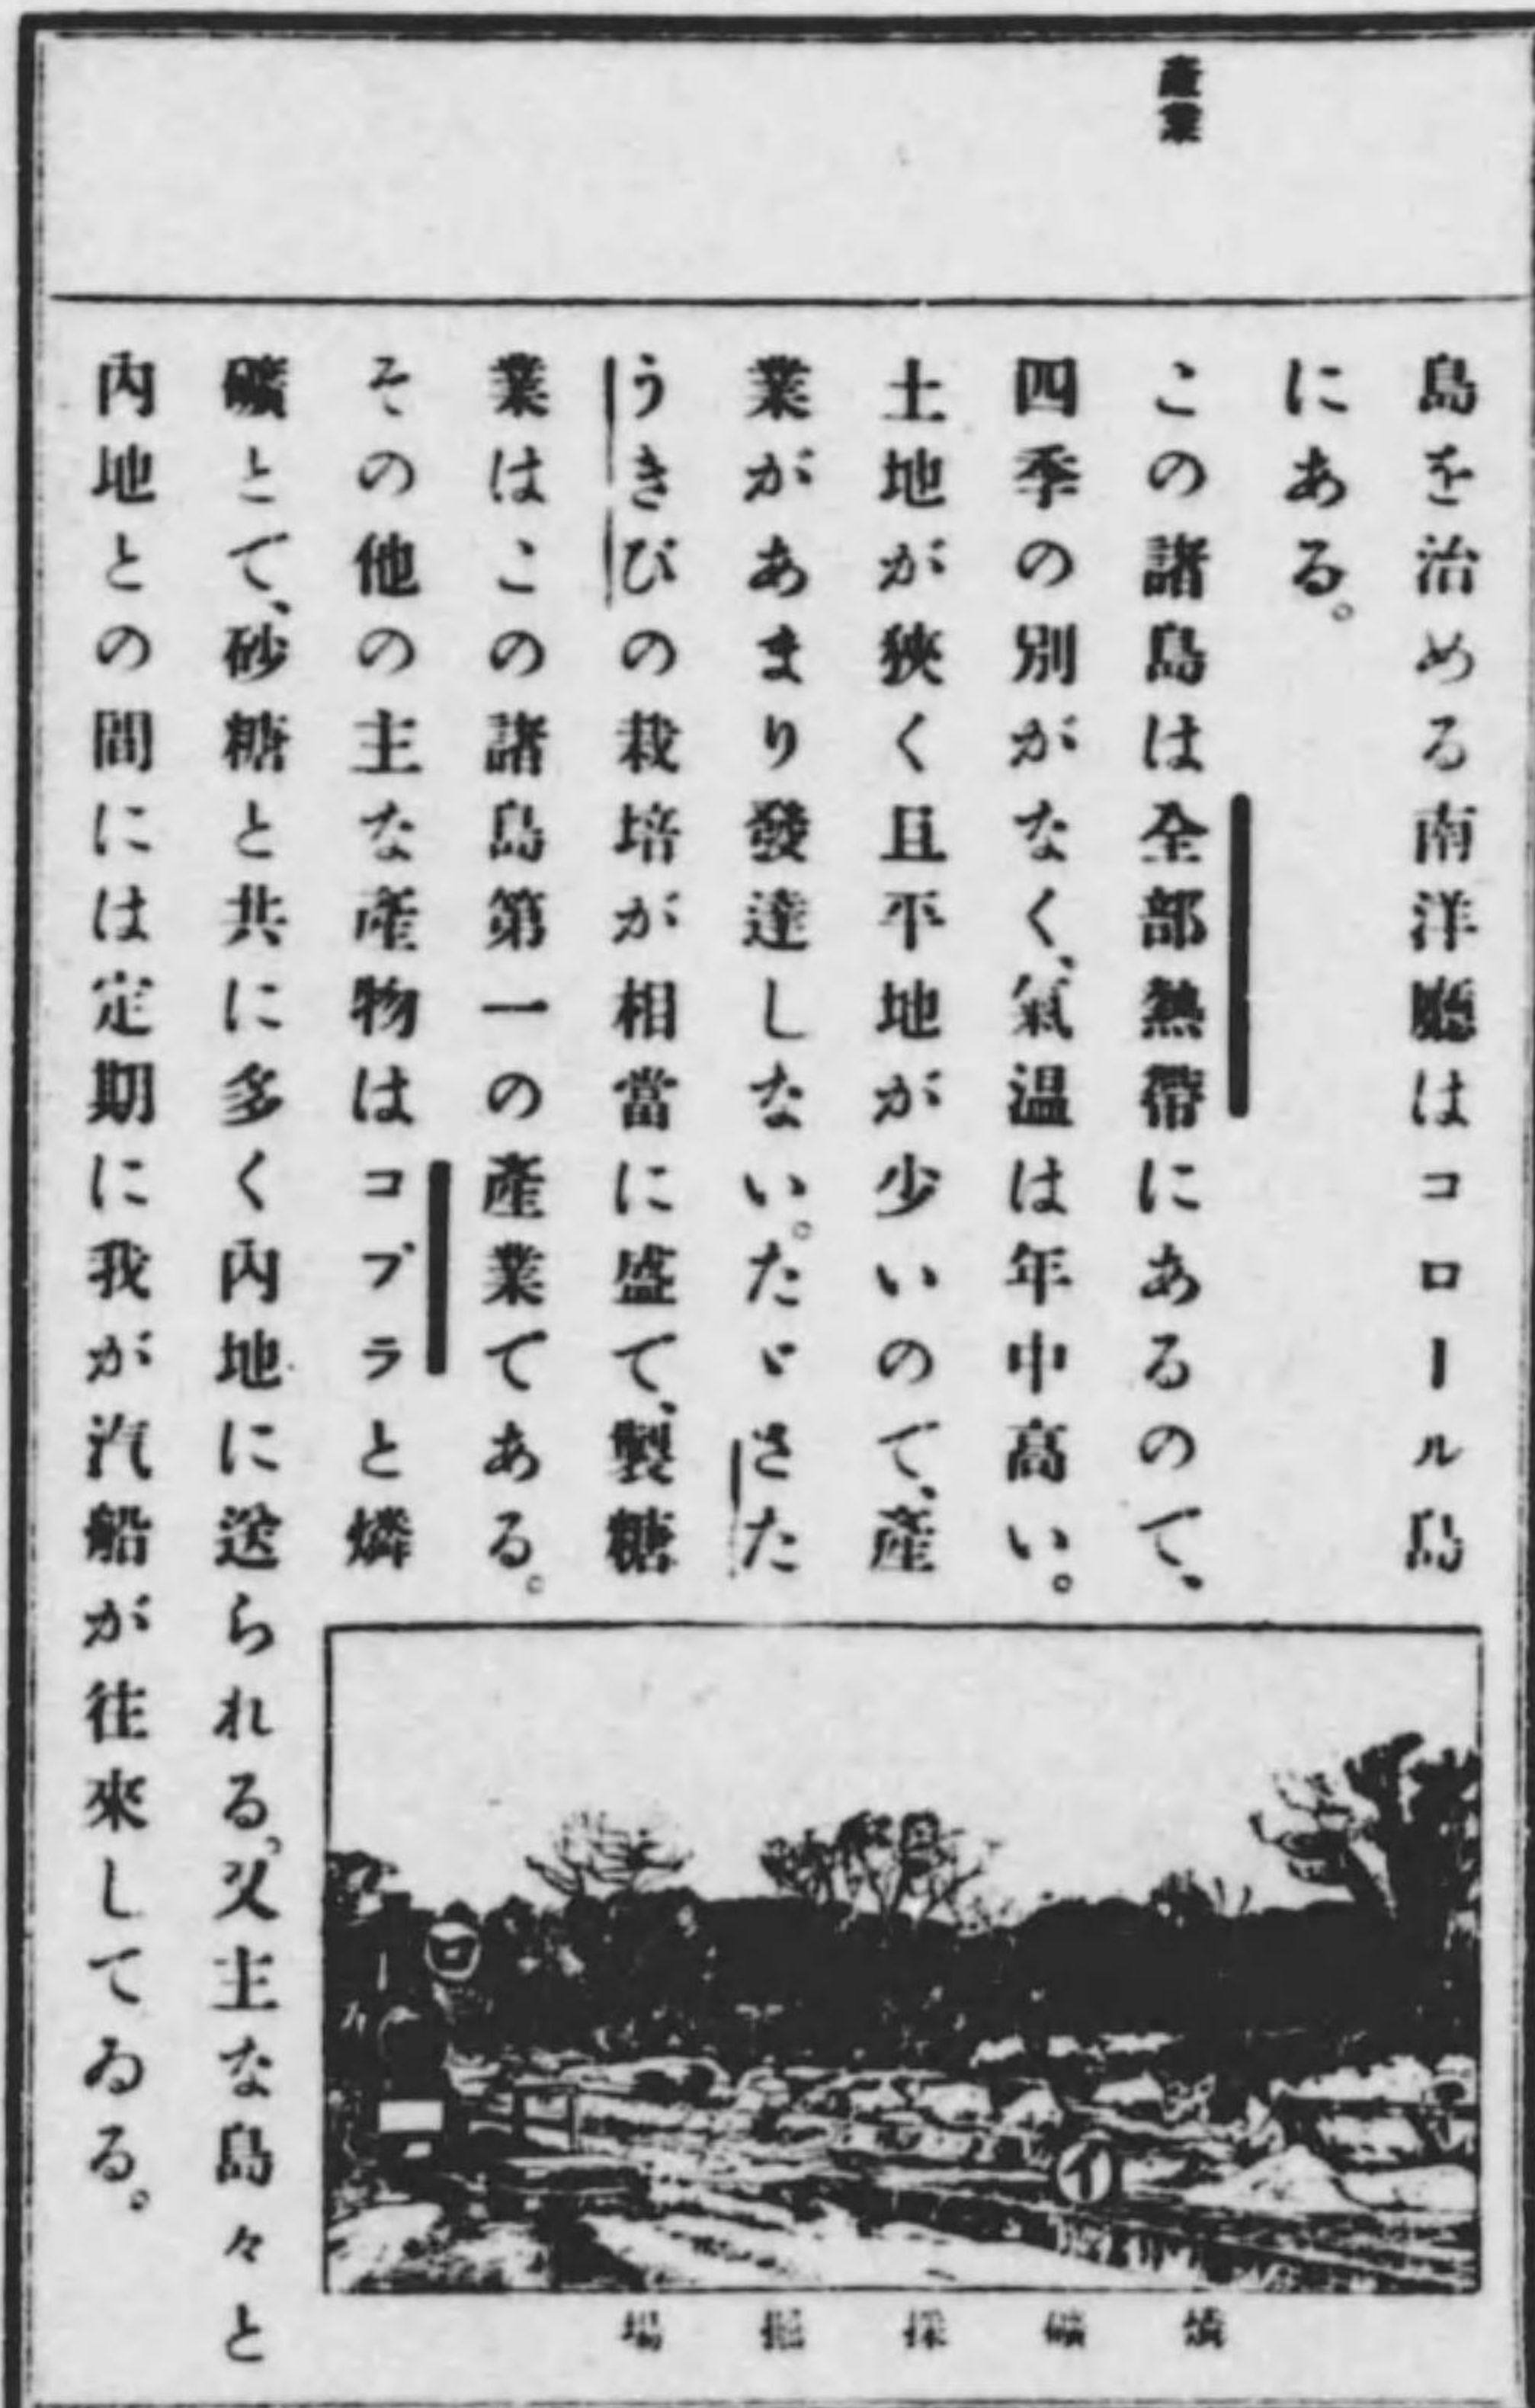 産業
島を治める南洋廳はコロール島
にある。
この諸島は全部熱帶にあるので、
四季の別がなく、氣温は年中高い。
土地が狹く且平地が少いので、産
業があまり發達しない。たゞさた
うきびの栽培が相當に盛で、製糖
業はこの諸島第一の産業である。
その他の主な産物はコプラと燐
礦とで、砂糖と共に多く内地に送られる。又主な島々と
内地との間には定期に我が汽船が往來してゐる。
ロ
イ
燐礦採掘場